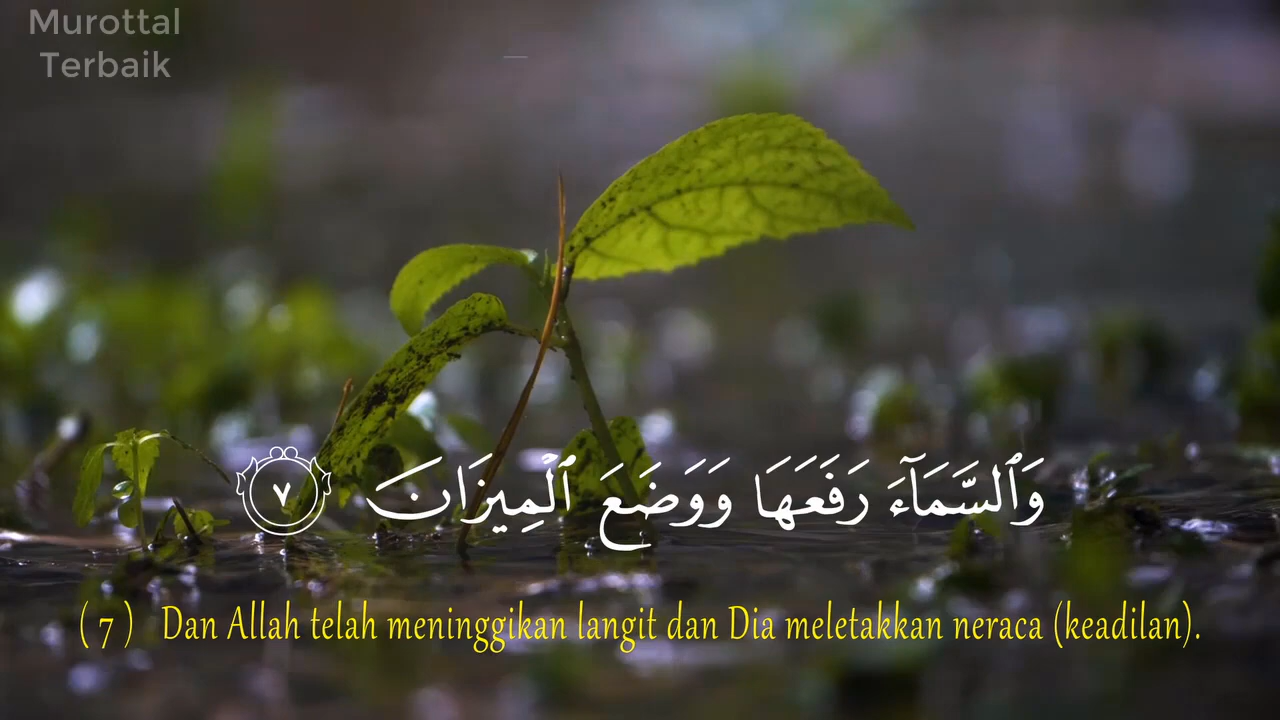 Murottal
Terbaik
وَٱلسَّمَآءَ رَفَعَهَا وَوَضَعَ ٱلْمِيزَانَ ٧
( 7 ) Dan Allah telah meninggikan langit dan Dia meletakkan neraca (keadilan).